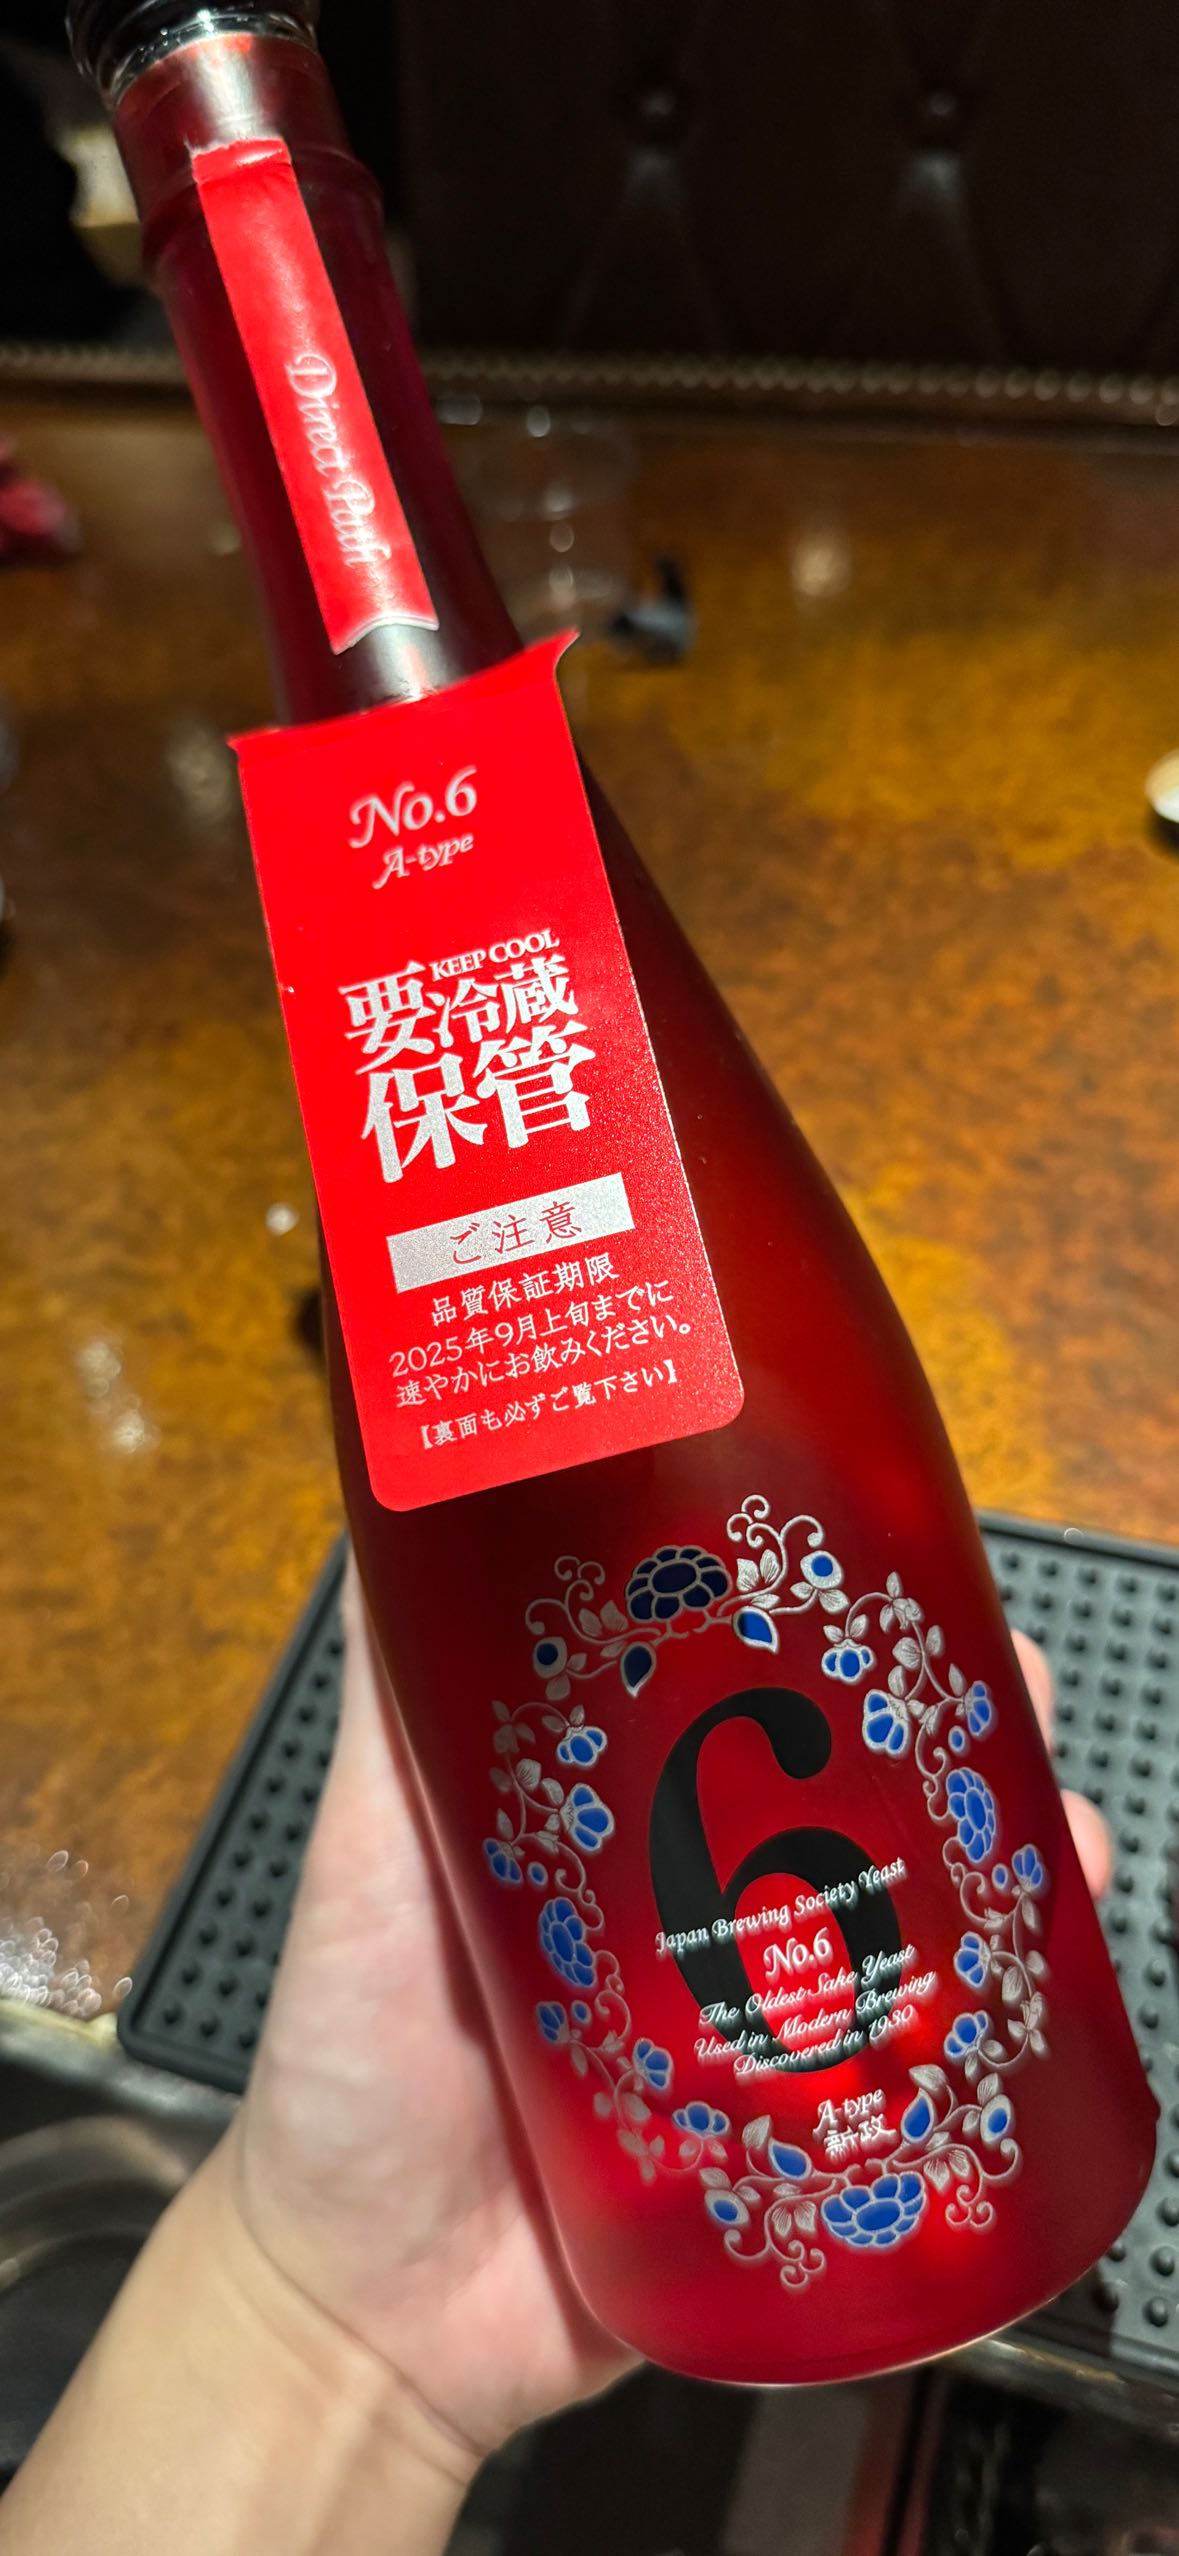 Direct Path
No.6
A-type
KEEP COOL
要冷蔵
保管
ご注意
品質保証期限
2025年9月上旬までに
速やかにお飲みください。
【裏面も必ずご覧下さい】
6
Japan Brewing Society Yeast
No.6
The Oldest Sake Yeast
Used in Modern Brewing
Discovered in 1930
A-type
新政